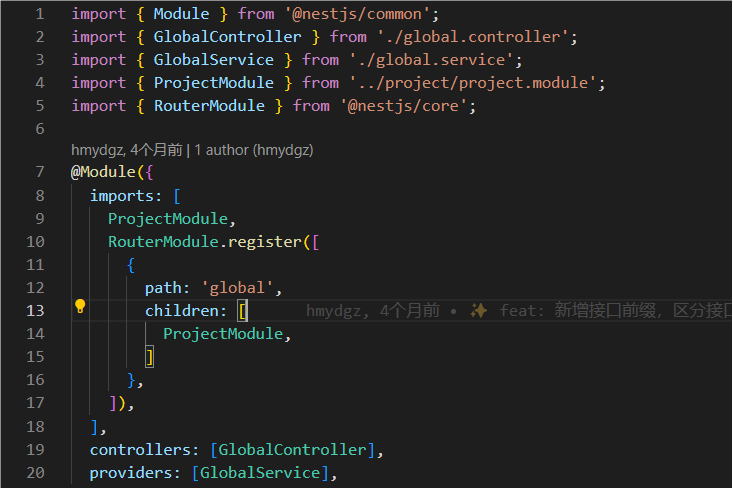 1 import { Module } from '@nestjs/common';
2 import { GlobalController } from './global.controller';
3 import { GlobalService } from './global.service';
4 import { ProjectModule } from '../project/project.module';
5 import { RouterModule } from '@nestjs/core';
6
hmydgz, 4个月前 | 1 author (hmydgz)
7 @Module({
8   imports: [
9     ProjectModule,
10     RouterModule.register([
11       {
12         path: 'global',
13         children: [ hmydgz, 4个月前 • ✨ feat: 新增接口前缀，区分接口
14           ProjectModule,
15         ]
16       },
17     ]),
18   ],
19   controllers: [GlobalController],
20   providers: [GlobalService],